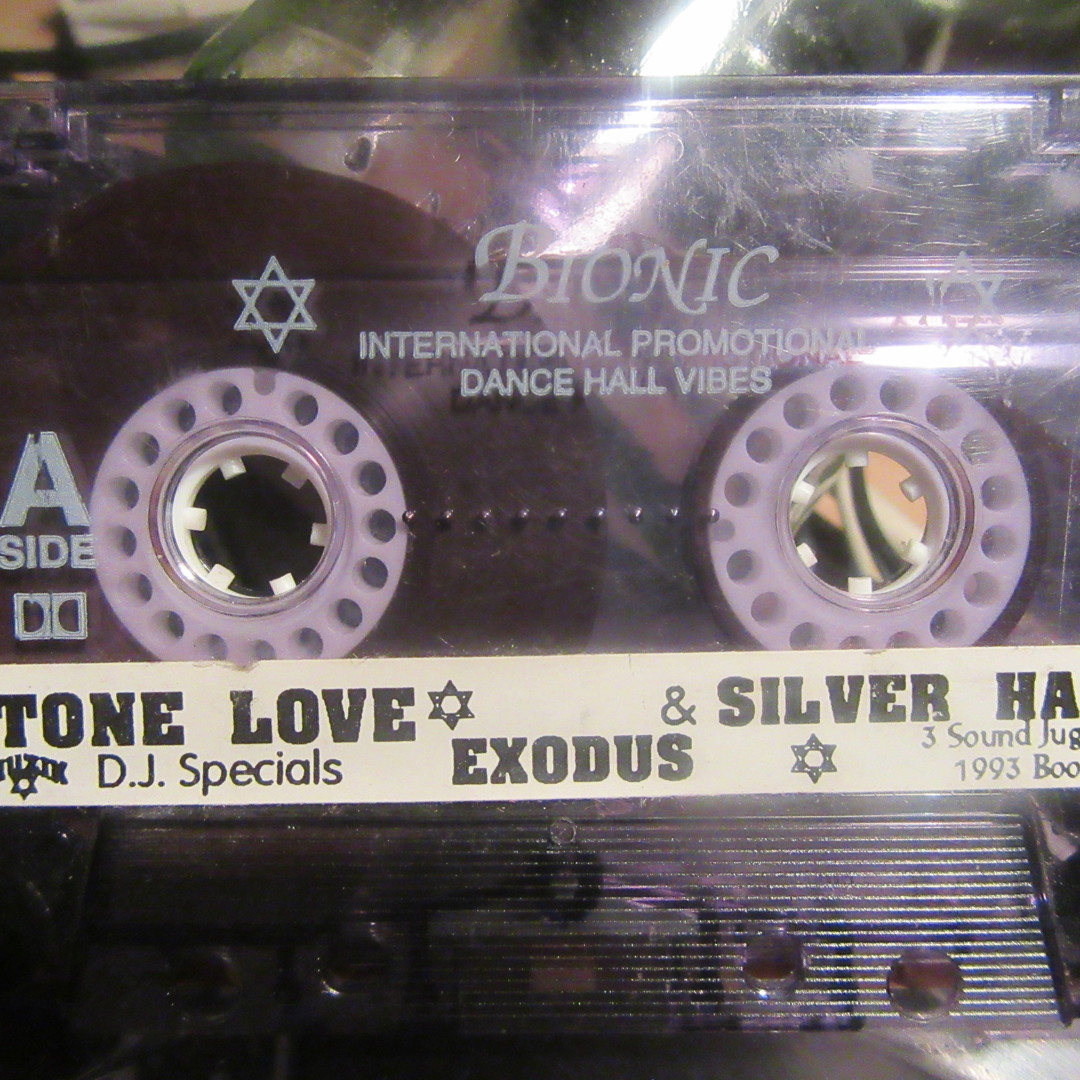 BIONIC
INTERNATIONAL PROMOTIONAL
DANCE HALL VIBES
A
SIDE
TONE LOVE & SILVER HA
D.J. Specials EXODUS 3 Sound Jug
1993 Boo